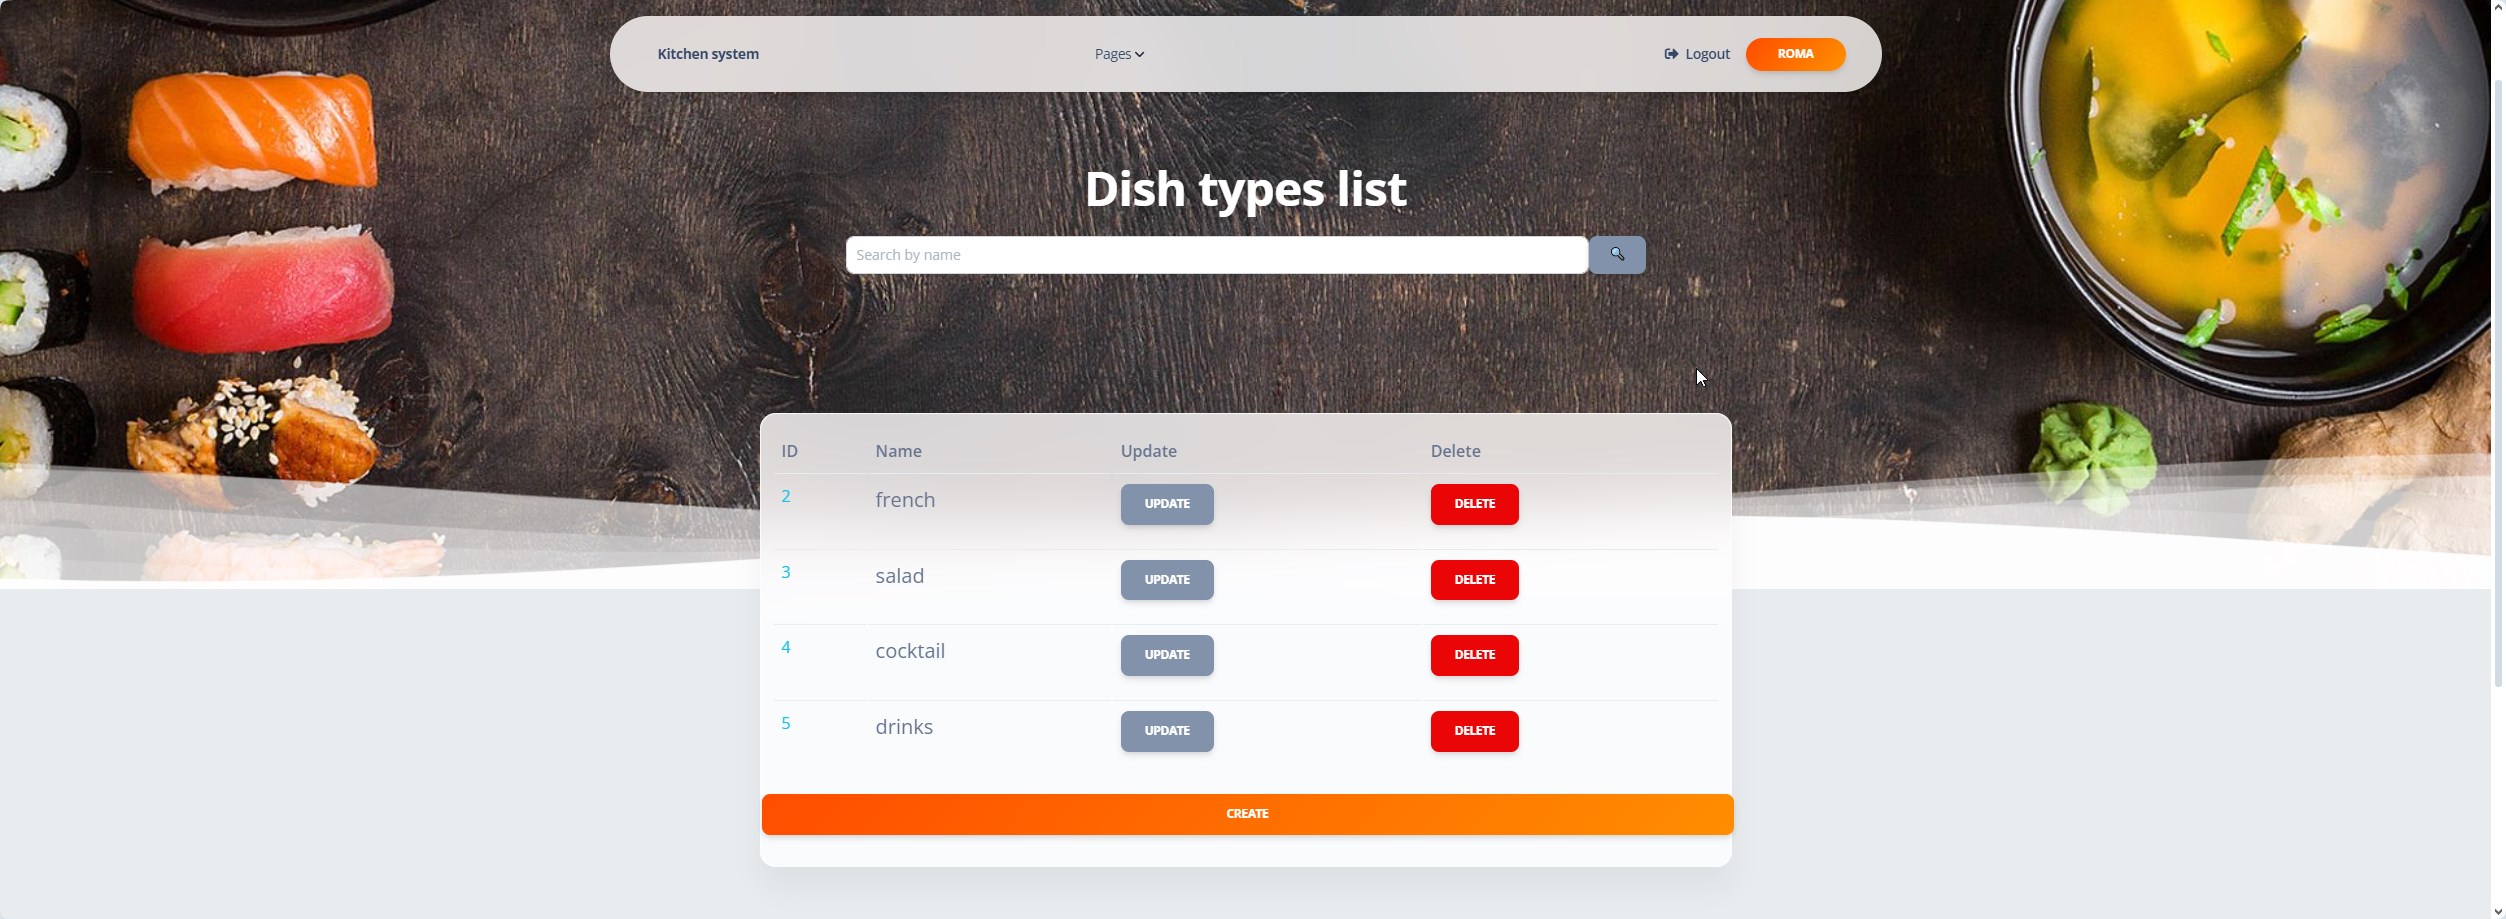 Kitchen system Pages Logout ROMA
Dish types list
Search by name
ID Name Update Delete
2 french UPDATE DELETE
3 salad UPDATE DELETE
4 cocktail UPDATE DELETE
5 drinks UPDATE DELETE
CREATE